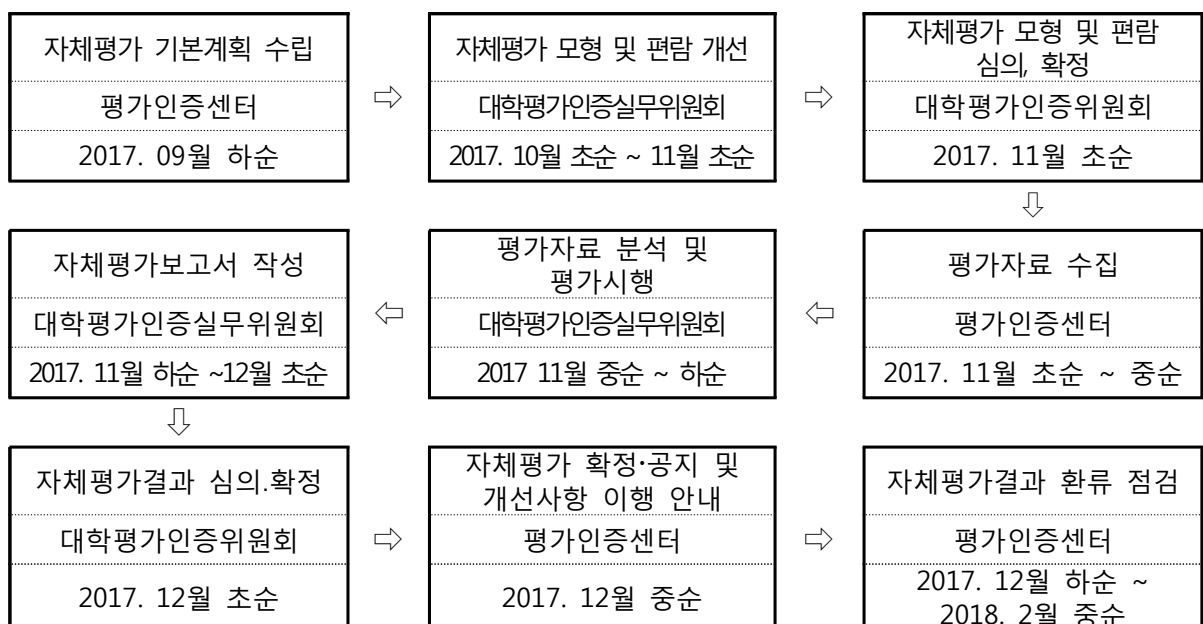 자체평가 기본계획 수립
평가인증센터
2017. 09월 하순
⇨
자체평가 모형 및 편람 개선
대학평가인증실무위원회
2017. 10월 초순 ~ 11월 초순
⇨
자체평가 모형 및 편람
심의, 확정
대학평가인증위원회
2017. 11월 초순
⇩
평가자료 수집
평가인증센터
2017. 11월 초순 ~ 중순
⇦
평가자료 분석 및
평가시행
대학평가인증실무위원회
2017 11월 중순 ~ 하순
⇦
자체평가보고서 작성
대학평가인증실무위원회
2017. 11월 하순 ~12월 초순
⇩
자체평가결과 심의.확정
대학평가인증위원회
2017. 12월 초순
⇨
자체평가 확정·공지 및
개선사항 이행 안내
평가인증센터
2017. 12월 중순
⇨
자체평가결과 환류 점검
평가인증센터
2017. 12월 하순 ~
2018. 2월 중순